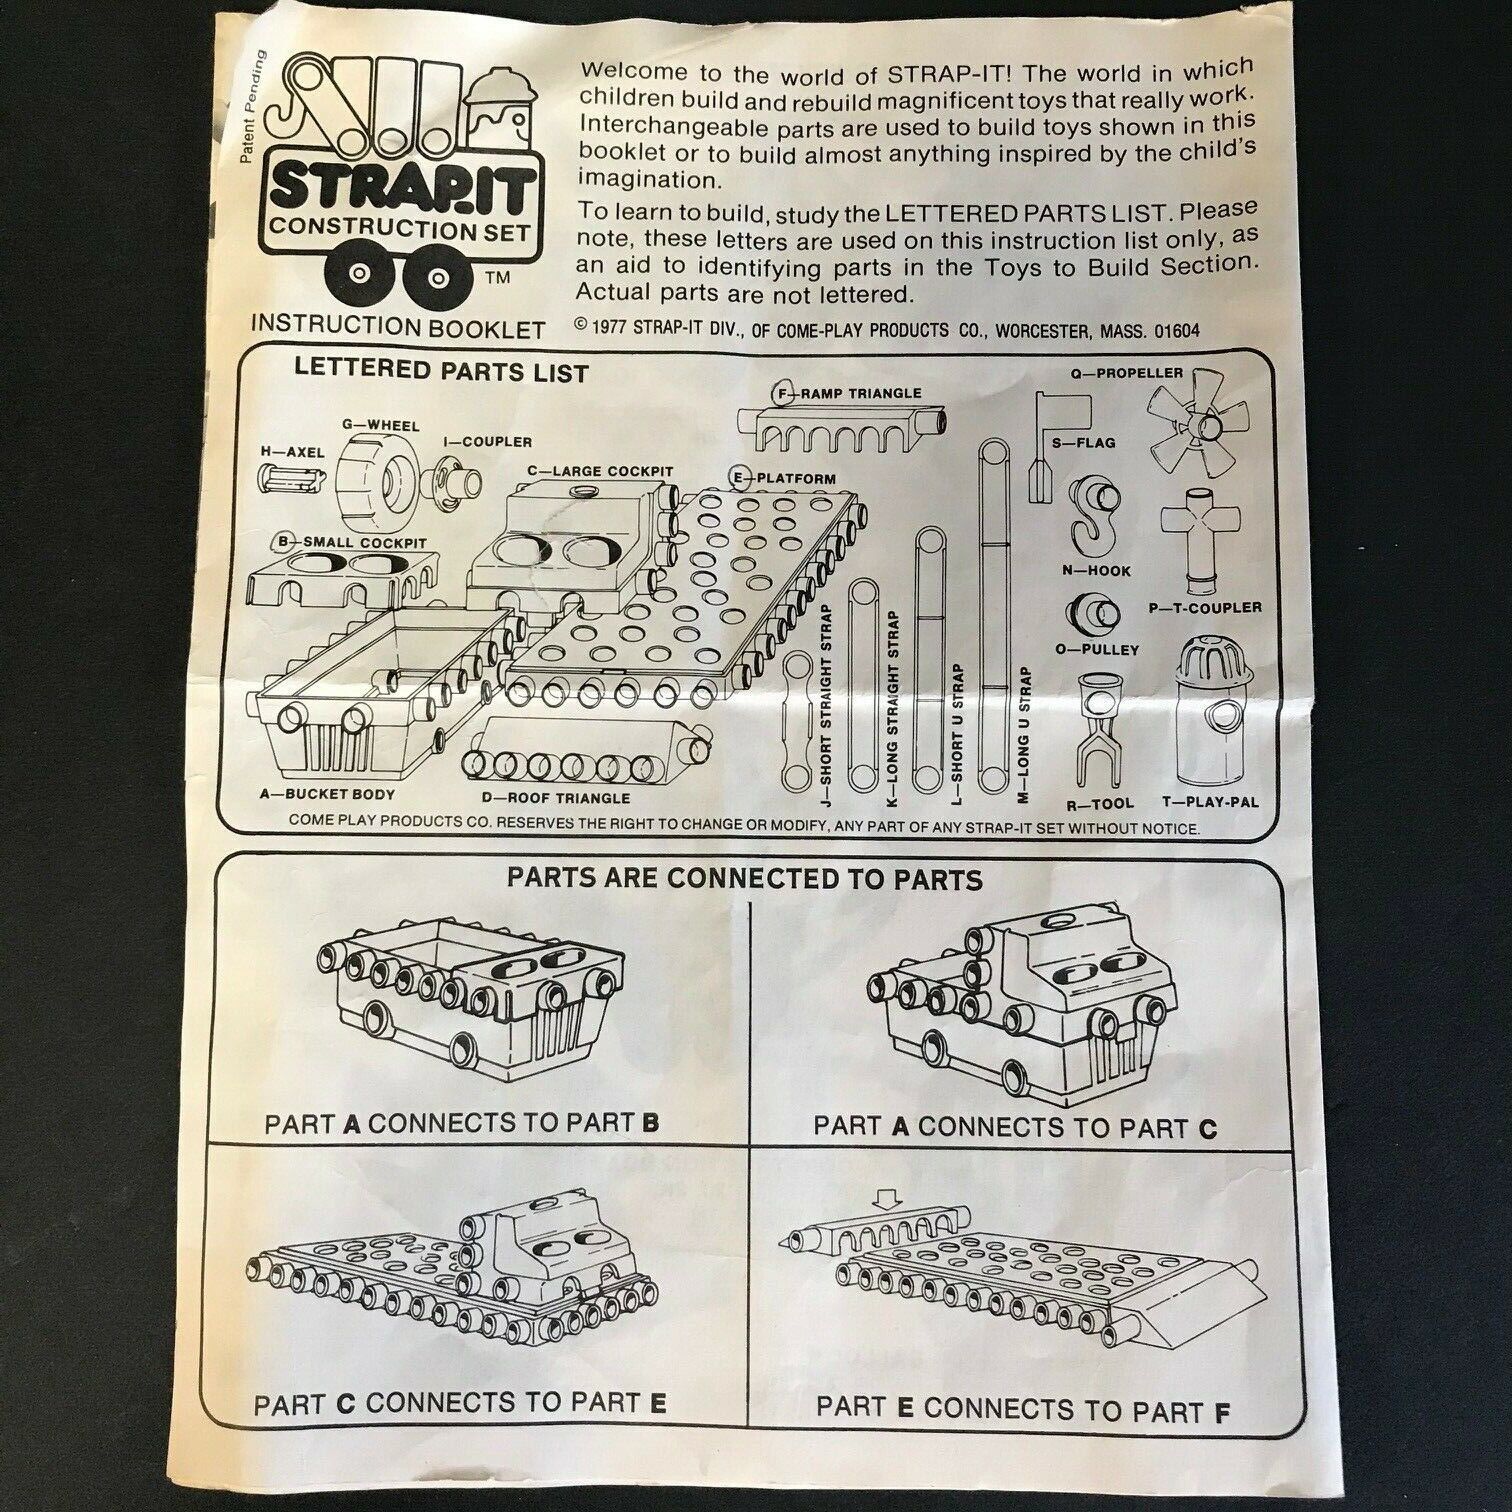 Patent Pending
STRAP-IT
CONSTRUCTION SET
TM
INSTRUCTION BOOKLET
Welcome to the world of STRAP-IT! The world in which
children build and rebuild magnificent toys that really work.
Interchangeable parts are used to build toys shown in this
booklet or to build almost anything inspired by the child's
imagination.
To learn to build, study the LETTERED PARTS LIST. Please
note, these letters are used on this instruction list only, as
an aid to identifying parts in the Toys to Build Section.
Actual parts are not lettered.
© 1977 STRAP-IT DIV., OF COME-PLAY PRODUCTS CO., WORCESTER, MASS. 01604
LETTERED PARTS LIST
G—WHEEL
H—AXEL
I—COUPLER
B—SMALL COCKPIT
C—LARGE COCKPIT
F—RAMP TRIANGLE
E—PLATFORM
Q—PROPELLER
S—FLAG
N—HOOK
P—T-COUPLER
O—PULLEY
J—SHORT STRAIGHT STRAP
K—LONG STRAIGHT STRAP
L—SHORT U STRAP
M—LONG U STRAP
A—BUCKET BODY
D—ROOF TRIANGLE
R—TOOL
T—PLAY-PAL
COME PLAY PRODUCTS CO. RESERVES THE RIGHT TO CHANGE OR MODIFY, ANY PART OF ANY STRAP-IT SET WITHOUT NOTICE.
PARTS ARE CONNECTED TO PARTS
PART A CONNECTS TO PART B
PART A CONNECTS TO PART C
PART C CONNECTS TO PART E
PART E CONNECTS TO PART F